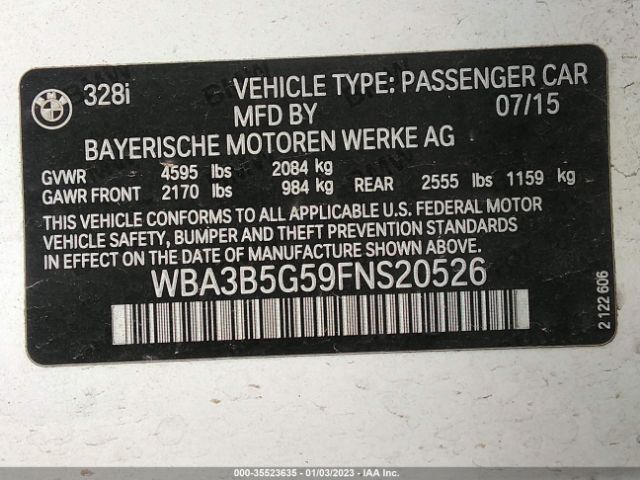 BMW 328i VEHICLE TYPE: PASSENGER CAR
MFD BY 07/15
BAYERISCHE MOTOREN WERKE AG
GVWR 4595 lbs 2084 kg
GAWR FRONT 2170 lbs 984 kg REAR 2555 lbs 1159 kg
THIS VEHICLE CONFORMS TO ALL APPLICABLE U.S. FEDERAL MOTOR
VEHICLE SAFETY, BUMPER AND THEFT PREVENTION STANDARDS
IN EFFECT ON THE DATE OF MANUFACTURE SHOWN ABOVE.
WBA3B5G59FNS20526
2 122 606
000-35523635 - 01/03/2023 - IAA Inc.